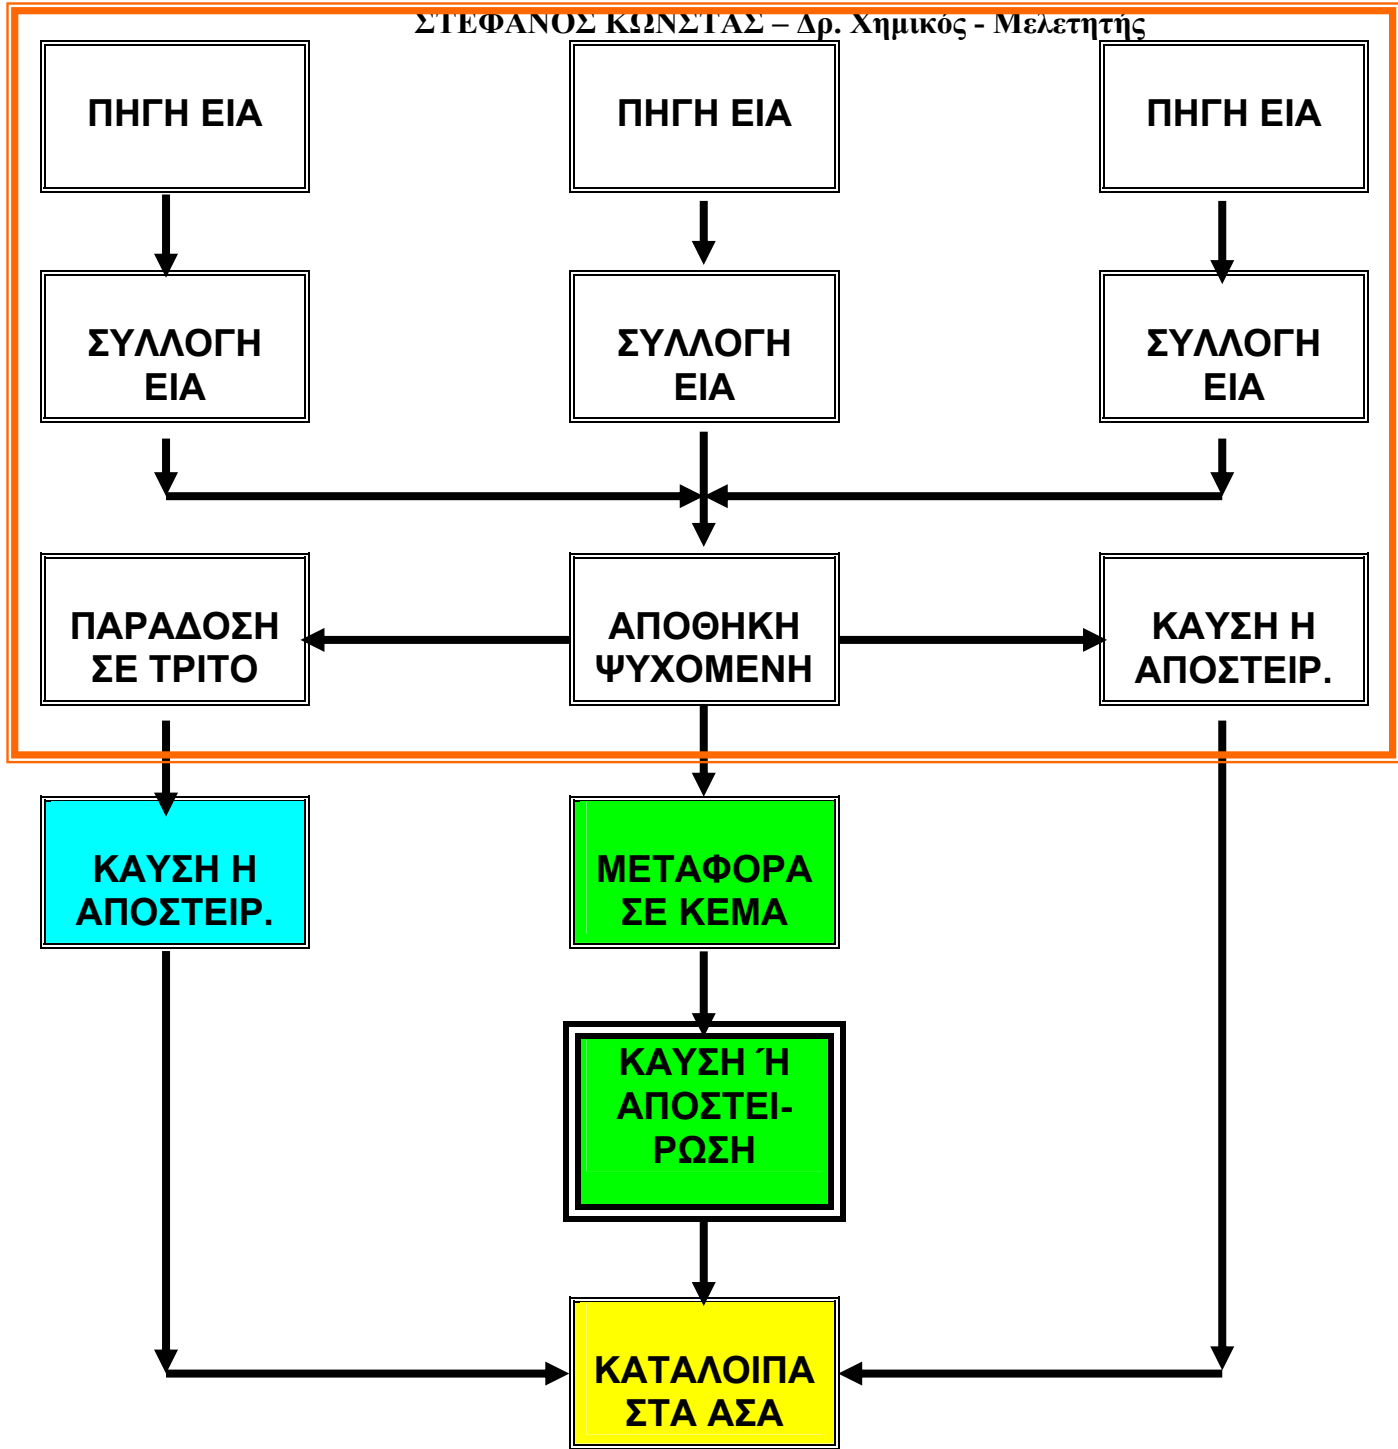 ΣΤΕΦΑΝΟΣ ΚΩΝΣΤΑΣ – Δρ. Χημικός - Μελετητής
ΠΗΓΗ ΕΙΑ
ΠΗΓΗ ΕΙΑ
ΠΗΓΗ ΕΙΑ
ΣΥΛΛΟΓΗ
ΕΙΑ
ΣΥΛΛΟΓΗ
ΕΙΑ
ΣΥΛΛΟΓΗ
ΕΙΑ
ΠΑΡΑΔΟΣΗ
ΣΕ ΤΡΙΤΟ
ΑΠΟΘΗΚΗ
ΨΥΧΟΜΕΝΗ
ΚΑΥΣΗ Η
ΑΠΟΣΤΕΙΡ.
ΚΑΥΣΗ Η
ΑΠΟΣΤΕΙΡ.
ΜΕΤΑΦΟΡΑ
ΣΕ ΚΕΜΑ
ΚΑΥΣΗ Ή
ΑΠΟΣΤΕΙ-
ΡΩΣΗ
ΚΑΤΑΛΟΙΠΑ
ΣΤΑ ΑΣΑ